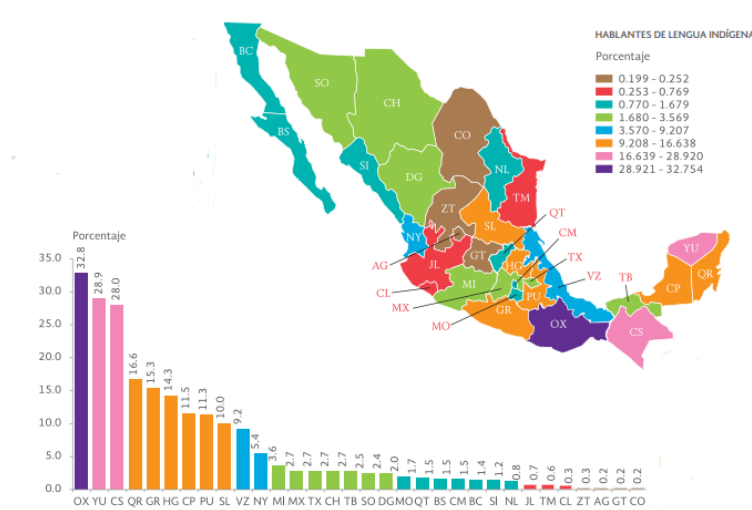 HABLANTES DE LENGUA INDÍGENA
Porcentaje
0.199 - 0.252
0.253 - 0.769
0.770 - 1.679
1.680 - 3.569
3.570 - 9.207
9.208 - 16.638
16.639 - 28.920
28.921 - 32.754
BC
SO
CH
BS
CO
SI
NL
DG
TM
ZT
SL
QT
NY
CM
AG
JL
GT
HG
TX
YU
CL
MI
VZ
TB
CP
QR
MX
PU
MO
GR
OX
CS
Porcentaje
35.0
30.0
25.0
20.0
15.0
10.0
5.0
0.0
32.8 28.9 28.0 16.6 15.3 14.3 11.5 11.3 10.0 9.2 5.4 3.6 2.7 2.7 2.7 2.7 2.5 2.4 2.0 1.7 1.5 1.5 1.4 1.2 0.8 0.7 0.6 0.3 0.3 0.2 0.2 0.2
OX YU CS QR GR HG CP PU SL VZ NY MI MX TX CH TB SO DG MO QT BS CM BC SI NL JL TM CL ZT AG GT CO